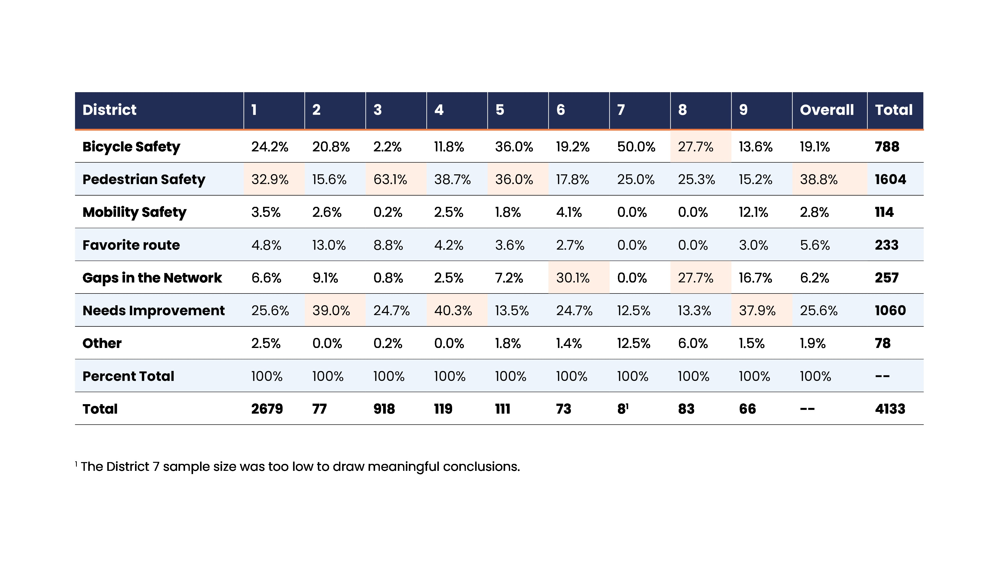 District 1 2 3 4 5 6 7 8 9 Overall Total
Bicycle Safety 24.2% 20.8% 2.2% 11.8% 36.0% 19.2% 50.0% 27.7% 13.6% 19.1% 788
Pedestrian Safety 32.9% 15.6% 63.1% 38.7% 36.0% 17.8% 25.0% 25.3% 15.2% 38.8% 1604
Mobility Safety 3.5% 2.6% 0.2% 2.5% 1.8% 4.1% 0.0% 0.0% 12.1% 2.8% 114
Favorite route 4.8% 13.0% 8.8% 4.2% 3.6% 2.7% 0.0% 0.0% 3.0% 5.6% 233
Gaps in the Network 6.6% 9.1% 0.8% 2.5% 7.2% 30.1% 0.0% 27.7% 16.7% 6.2% 257
Needs Improvement 25.6% 39.0% 24.7% 40.3% 13.5% 24.7% 12.5% 13.3% 37.9% 25.6% 1060
Other 2.5% 0.0% 0.2% 0.0% 1.8% 1.4% 12.5% 6.0% 1.5% 1.9% 78
Percent Total 100% 100% 100% 100% 100% 100% 100% 100% 100% 100% --
Total 2679 77 918 119 111 73 8¹ 83 66 -- 4133
¹ The District 7 sample size was too low to draw meaningful conclusions.